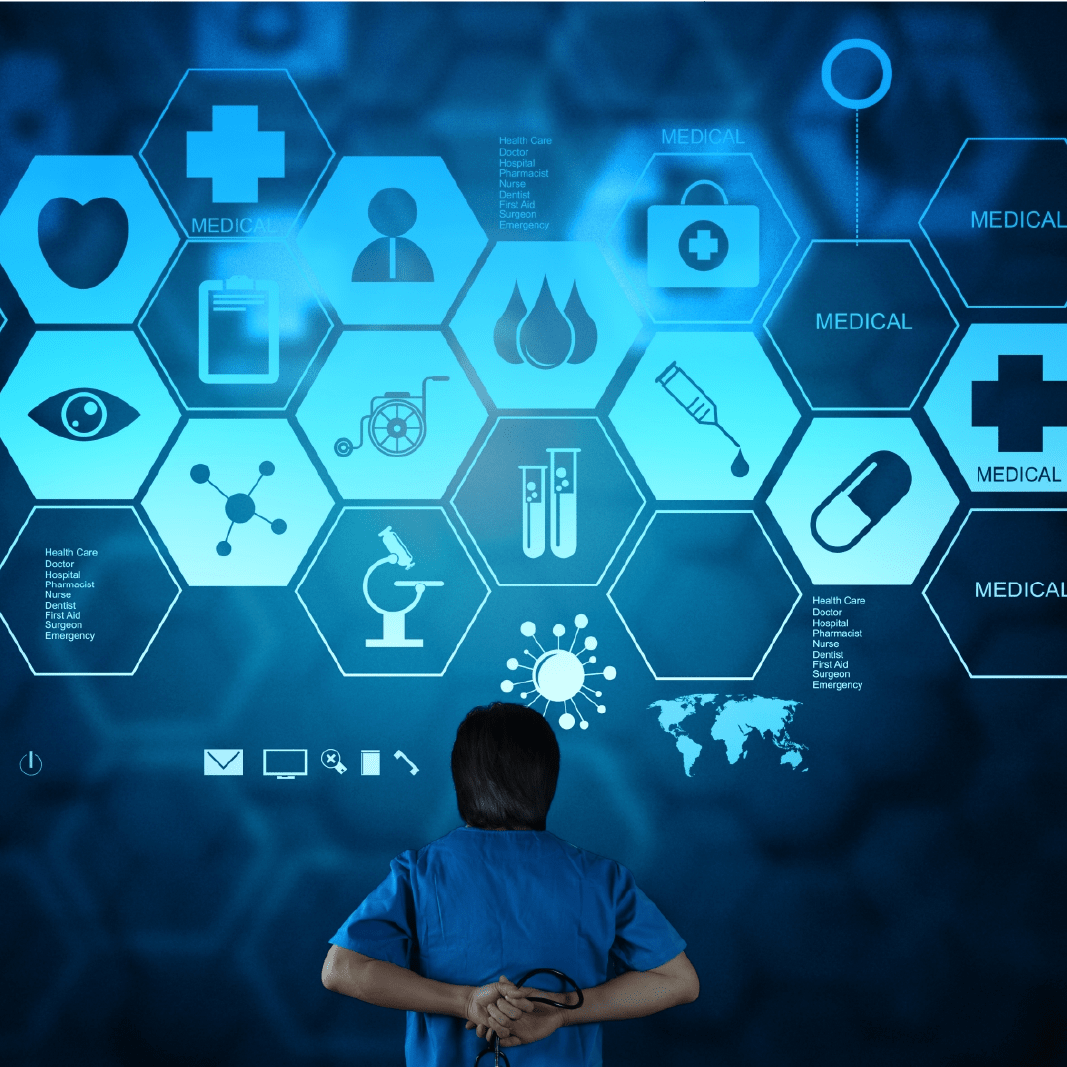 MEDICAL
Health Care
Doctor
Hospital
Pharmacist
Nurse
Dentist
First Aid
Surgeon
Emergency
MEDICAL
MEDICAL
MEDICAL
MEDICAL
Health Care
Doctor
Hospital
Pharmacist
Nurse
Dentist
First Aid
Surgeon
Emergency
MEDICAL
Health Care
Doctor
Hospital
Pharmacist
Nurse
Dentist
First Aid
Surgeon
Emergency